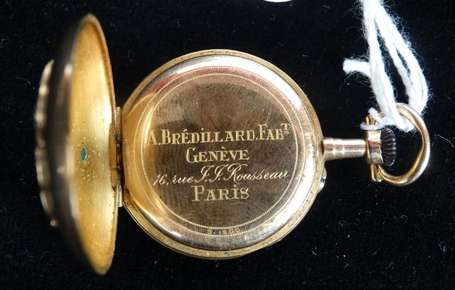 A. BRÉDILLARD. FABT
GENÈVE
16, rue J.J. Rousseau
PARIS